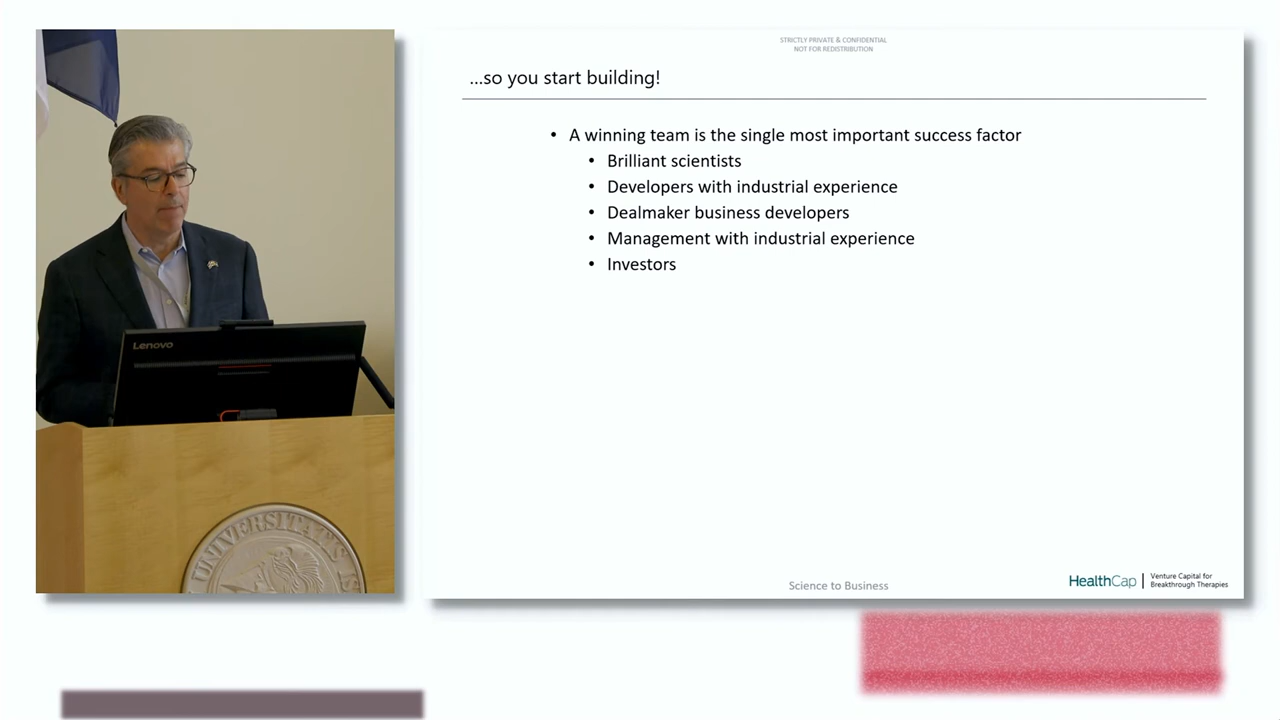 STRICTLY PRIVATE & CONFIDENTIAL
NOT FOR REDISTRIBUTION
...so you start building!
• A winning team is the single most important success factor
• Brilliant scientists
• Developers with industrial experience
• Dealmaker business developers
• Management with industrial experience
• Investors
Lenovo
UNIVERSITATIS
Science to Business
HealthCap
Venture Capital for
Breakthrough Therapies